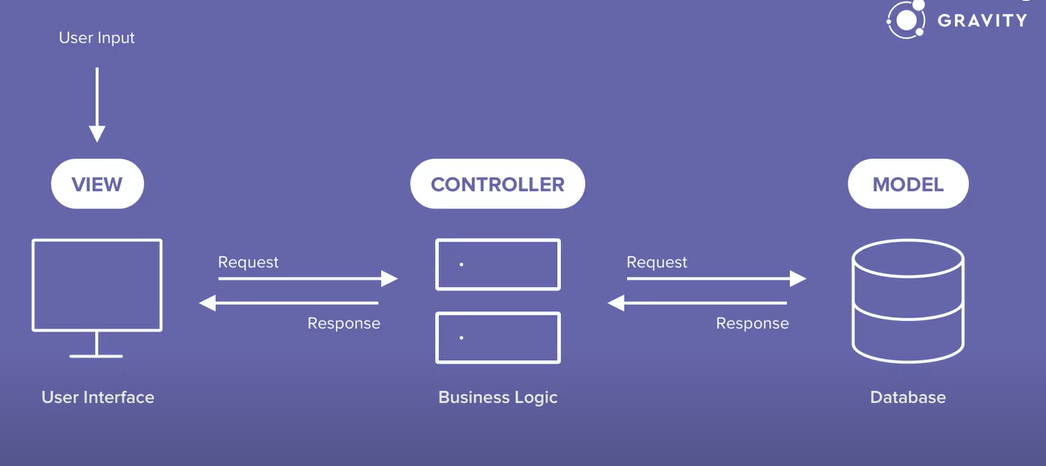 User Input
GRAVITY
VIEW
CONTROLLER
MODEL
Request
Response
Request
Response
User Interface
Business Logic
Database